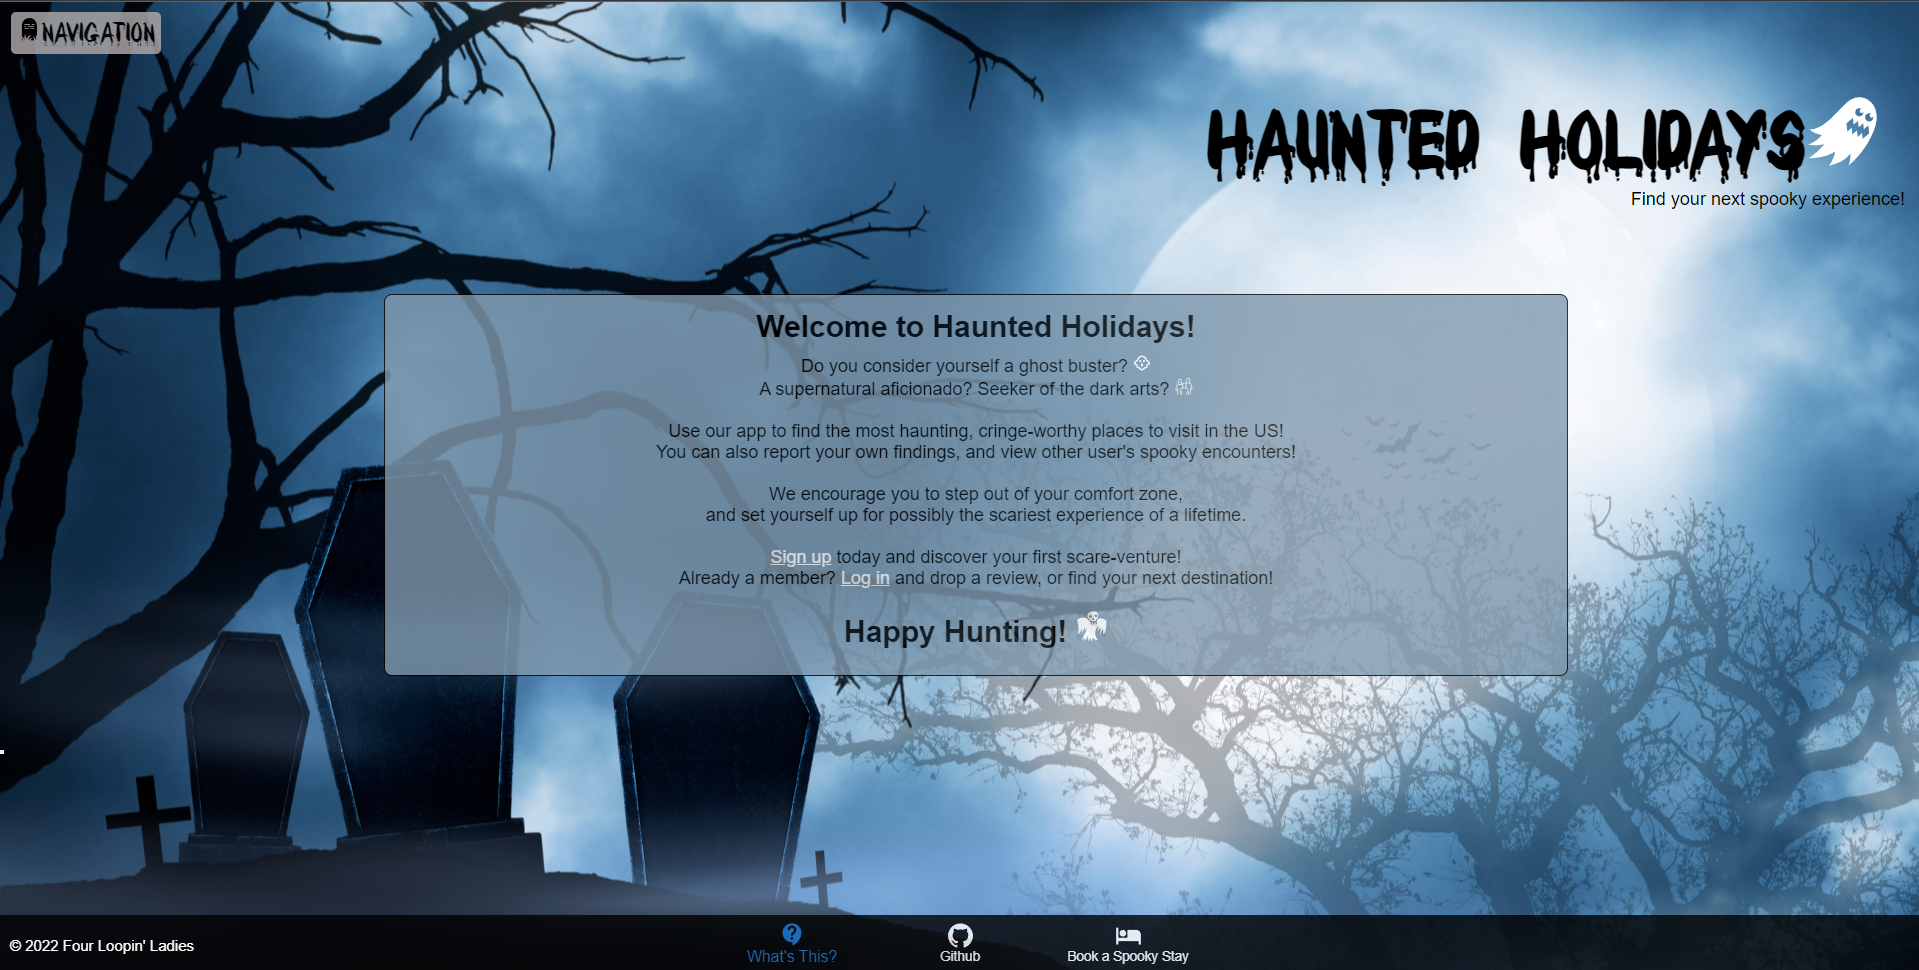 NAVIGATION
HAUNTED HOLIDAYS
Find your next spooky experience!
Welcome to Haunted Holidays!
Do you consider yourself a ghost buster?
A supernatural aficionado? Seeker of the dark arts?
Use our app to find the most haunting, cringe-worthy places to visit in the US!
You can also report your own findings, and view other user's spooky encounters!
We encourage you to step out of your comfort zone,
and set yourself up for possibly the scariest experience of a lifetime.
Sign up today and discover your first scare-venture!
Already a member? Log in and drop a review, or find your next destination!
Happy Hunting!
© 2022 Four Loopin' Ladies
What's This?
Github
Book a Spooky Stay